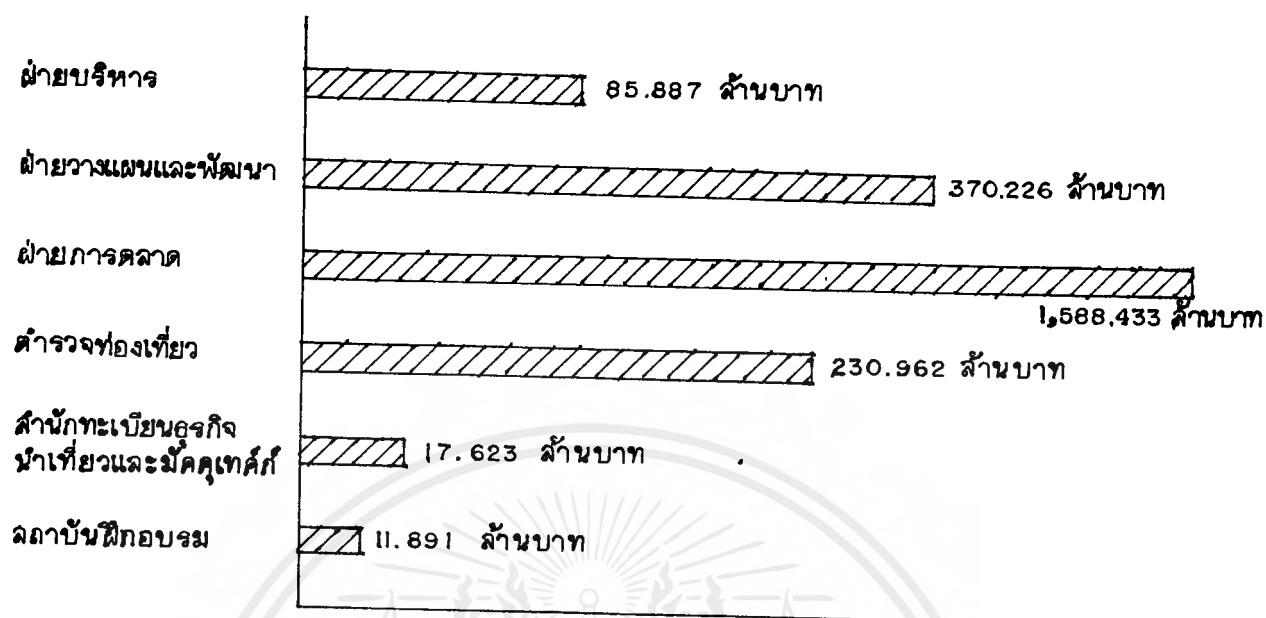 ฝ่ายบริหาร
85.887 ล้านบาท
ฝ่ายวางแผนและพัฒนา
370.226 ล้านบาท
ฝ่ายการตลาด
1,588.433 ล้านบาท
ตำรวจท่องเที่ยว
230.962 ล้านบาท
สำนักทะเบียนธุรกิจ
นำเที่ยวและมัคคุเทศก์
17.623 ล้านบาท
สถาบันฝึกอบรม
11.891 ล้านบาท